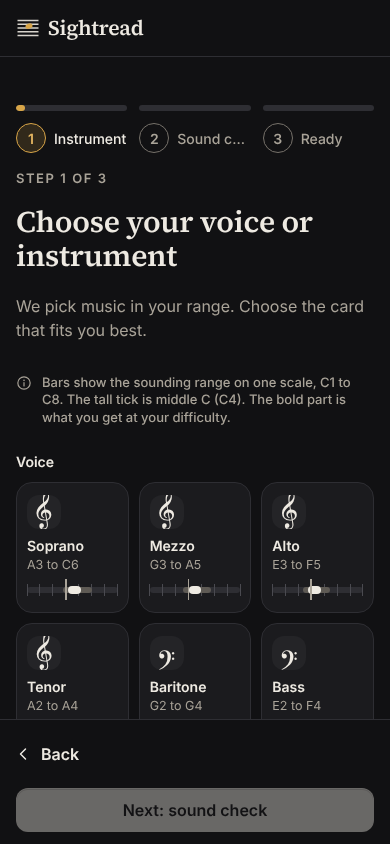 Sightread
1 Instrument 2 Sound c... 3 Ready
STEP 1 OF 3
Choose your voice or
instrument
We pick music in your range. Choose the card
that fits you best.
Bars show the sounding range on one scale, C1 to
C8. The tall tick is middle C (C4). The bold part is
what you get at your difficulty.
Voice
Soprano
A3 to C6
Mezzo
G3 to A5
Alto
E3 to F5
Tenor
A2 to A4
Baritone
G2 to G4
Bass
E2 to F4
Back
Next: sound check